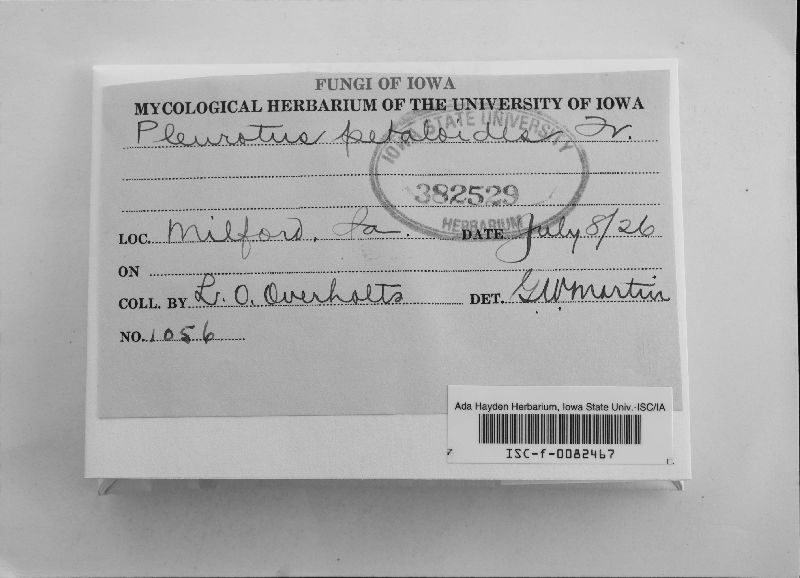 FUNGI OF IOWA
MYCOLOGICAL HERBARIUM OF THE UNIVERSITY OF IOWA
Pleurotus petaloides Fr.
IOWA STATE UNIVERSITY
382529
HERBARIUM
LOC. Milford, Ia. DATE July 8/26
ON
COLL. BY L. O. Overholts DET. GWMartin
NO. 1056
Ada Hayden Herbarium, Iowa State Univ.-ISC/IA
ISC-f-0082467